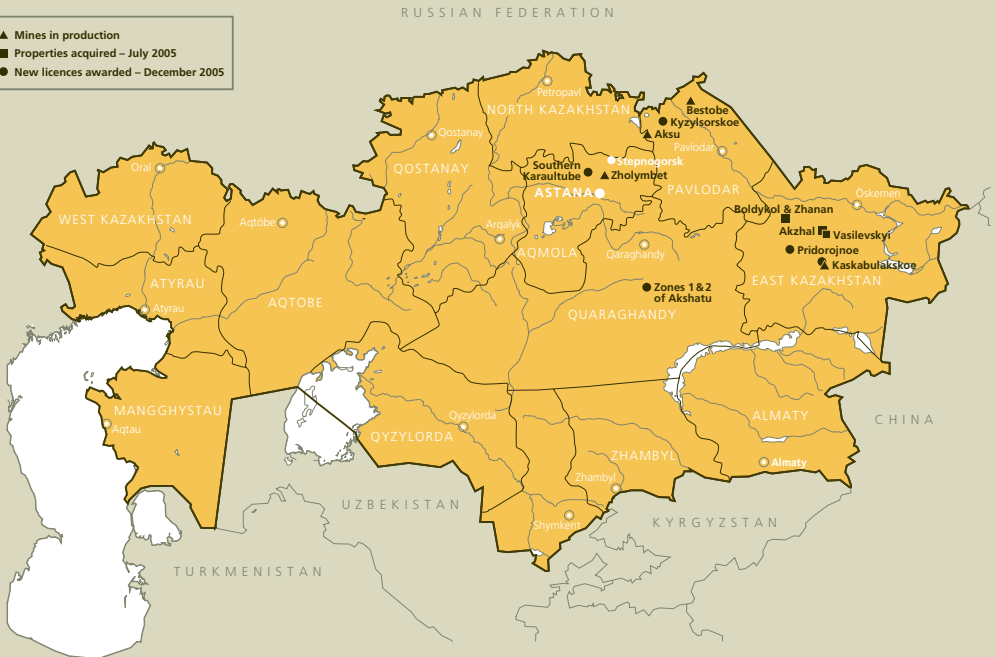 RUSSIAN FEDERATION
Mines in production
Properties acquired – July 2005
New licences awarded – December 2005
Petropavl
NORTH KAZAKHSTAN
Bestobe
Kyzylsorskoe
Qostanay
Aksu
Pavlodar
Oral
QOSTANAY
Stepnogorsk
Southern
Karaultube
Zholymbet
ASTANA
PAVLODAR
Öskemen
WEST KAZAKHSTAN
Aqtöbe
Boldykol & Zhanan
Arqalyk
Akzhal
Vasilevskyi
AQMOLA
Qaraghandy
Pridorojnoe
Kaskabulakskoe
ATYRAU
EAST KAZAKHSTAN
Zones 1 & 2
of Akshatu
AQTOBE
Atyrau
QUARAGHANDY
MANGGHYSTAU
Qyzylorda
ALMATY
CHINA
Aqtau
QYZYLORDA
ZHAMBYL
Almaty
Zhambyl
UZBEKISTAN
Shymkent
KYRGYZSTAN
TURKMENISTAN